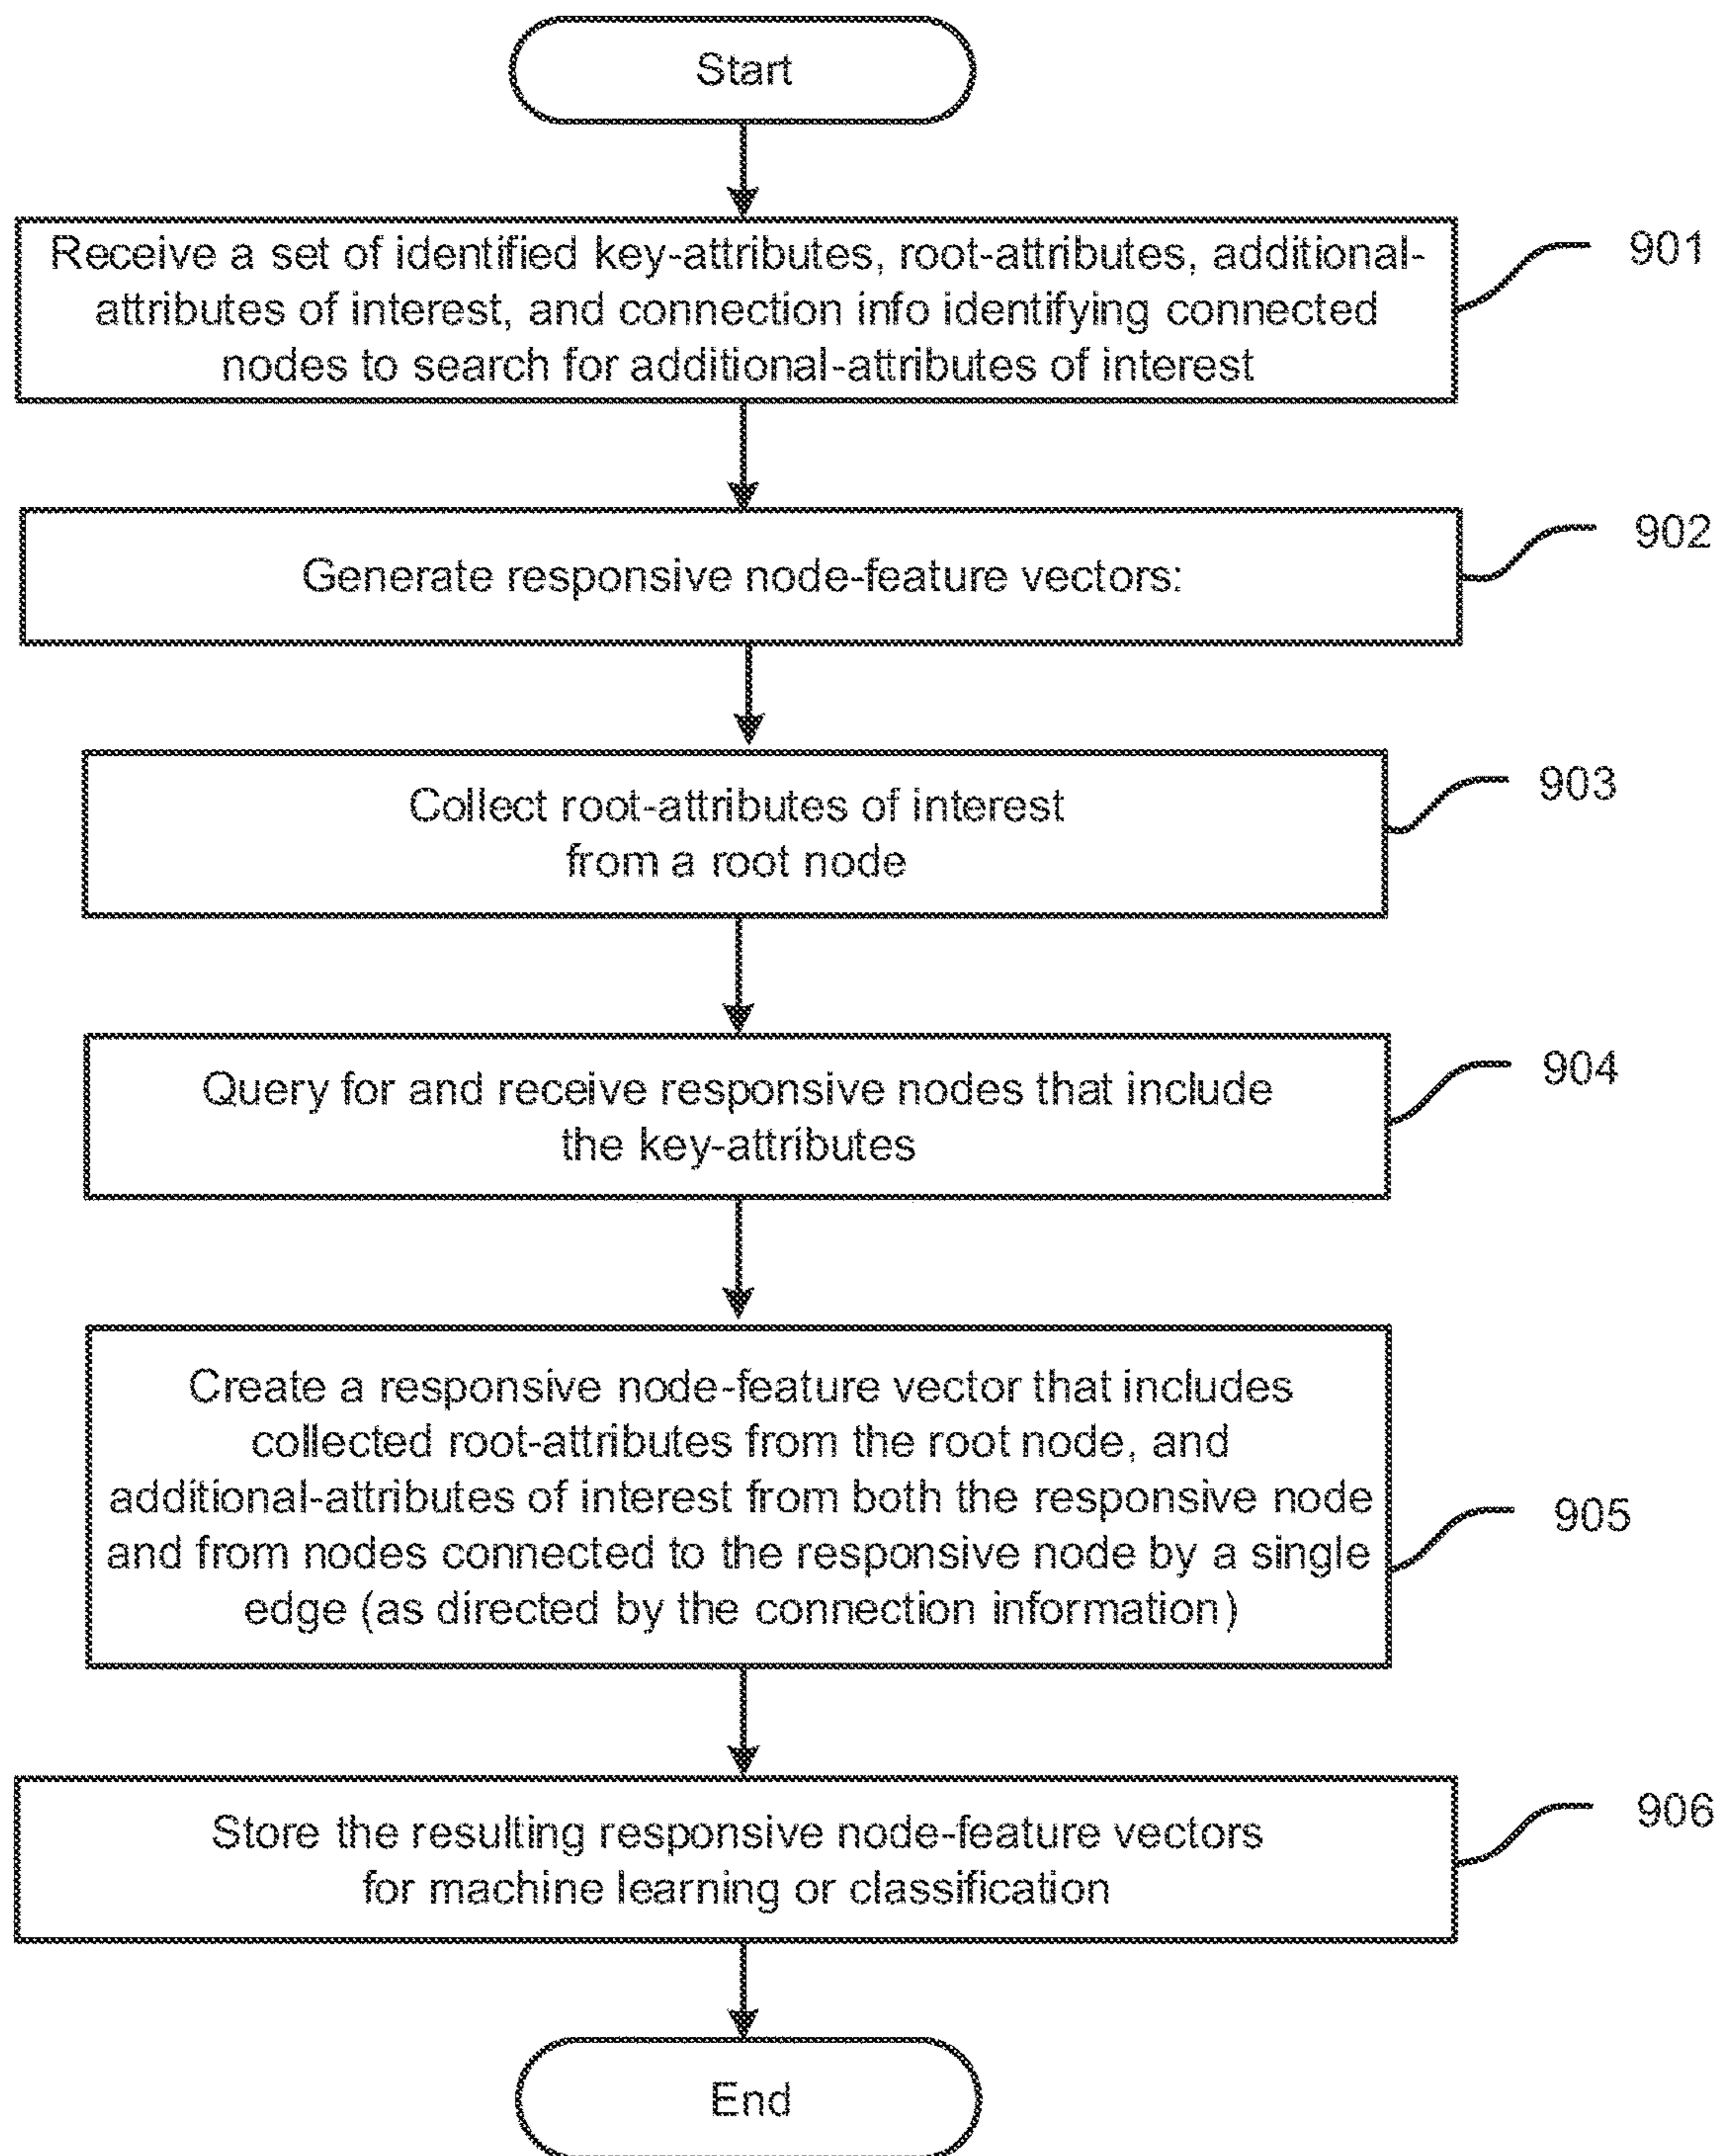 Start
Receive a set of identified key-attributes, root-attributes, additional-
attributes of interest, and connection info identifying connected
nodes to search for additional-attributes of interest
901
Generate responsive node-feature vectors:
902
Collect root-attributes of interest
from a root node
903
Query for and receive responsive nodes that include
the key-attributes
904
Create a responsive node-feature vector that includes
collected root-attributes from the root node, and
additional-attributes of interest from both the responsive node
and from nodes connected to the responsive node by a single
edge (as directed by the connection information)
905
Store the resulting responsive node-feature vectors
for machine learning or classification
906
End